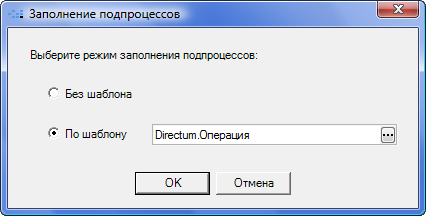 Заполнение подпроцессов
Выберите режим заполнения подпроцессов:
Без шаблона
По шаблону
Directum.Операция
...
OK
Отмена